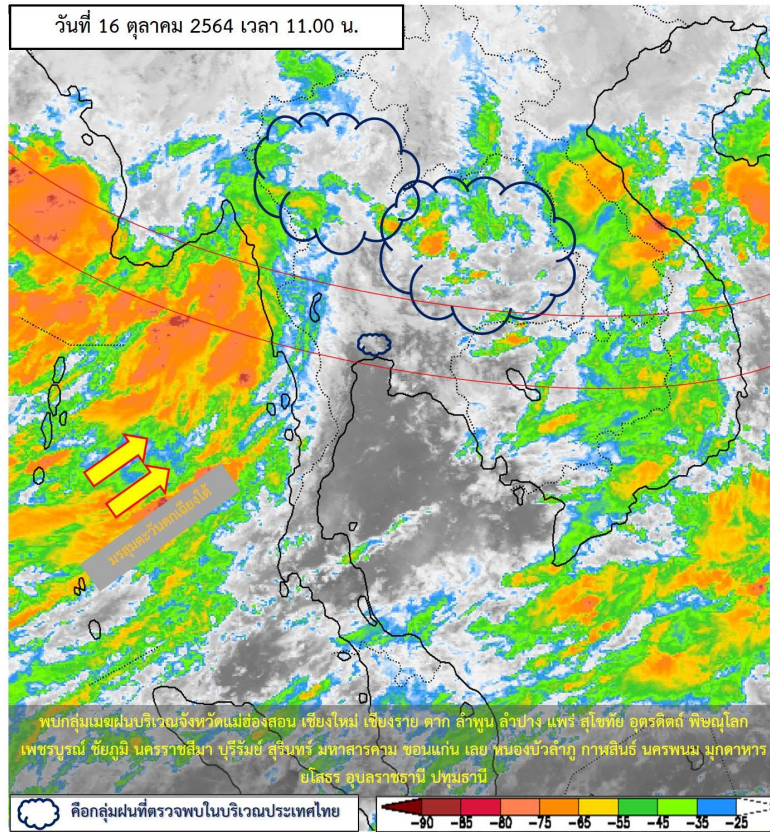 วันที่ 16 ตุลาคม 2564 เวลา 11.00 น.
มรสุมตะวันตกเฉียงใต้
พบกลุ่มเมฆฝนบริเวณจังหวัดแม่ฮ่องสอน เชียงใหม่ เชียงราย ตาก ลำพูน ลำปาง แพร่ สุโขทัย อุตรดิตถ์ พิษณุโลก
เพชรบูรณ์ ชัยภูมิ นครราชสีมา บุรีรัมย์ สุรินทร์ มหาสารคาม ขอนแก่น เลย หนองบัวลำภู กาฬสินธุ์ นครพนม มุกดาหาร
ยโสธร อุบลราชธานี ปทุมธานี
คือกลุ่มฝนที่ตรวจพบในบริเวณประเทศไทย
-90 -85 -80 -75 -65 -55 -45 -35 -25